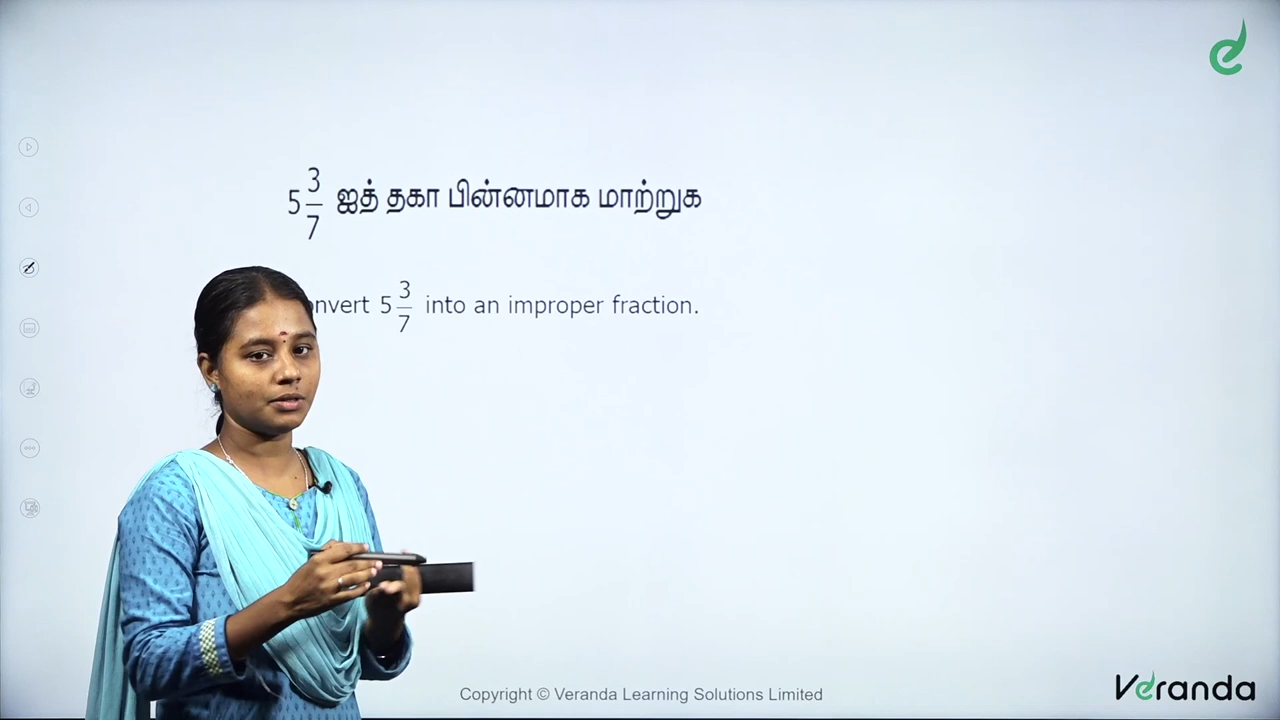 5 3/7 ஐத் தகா பின்னமாக மாற்றுக
5 3/7 into an improper fraction.
Copyright © Veranda Learning Solutions Limited
Veranda